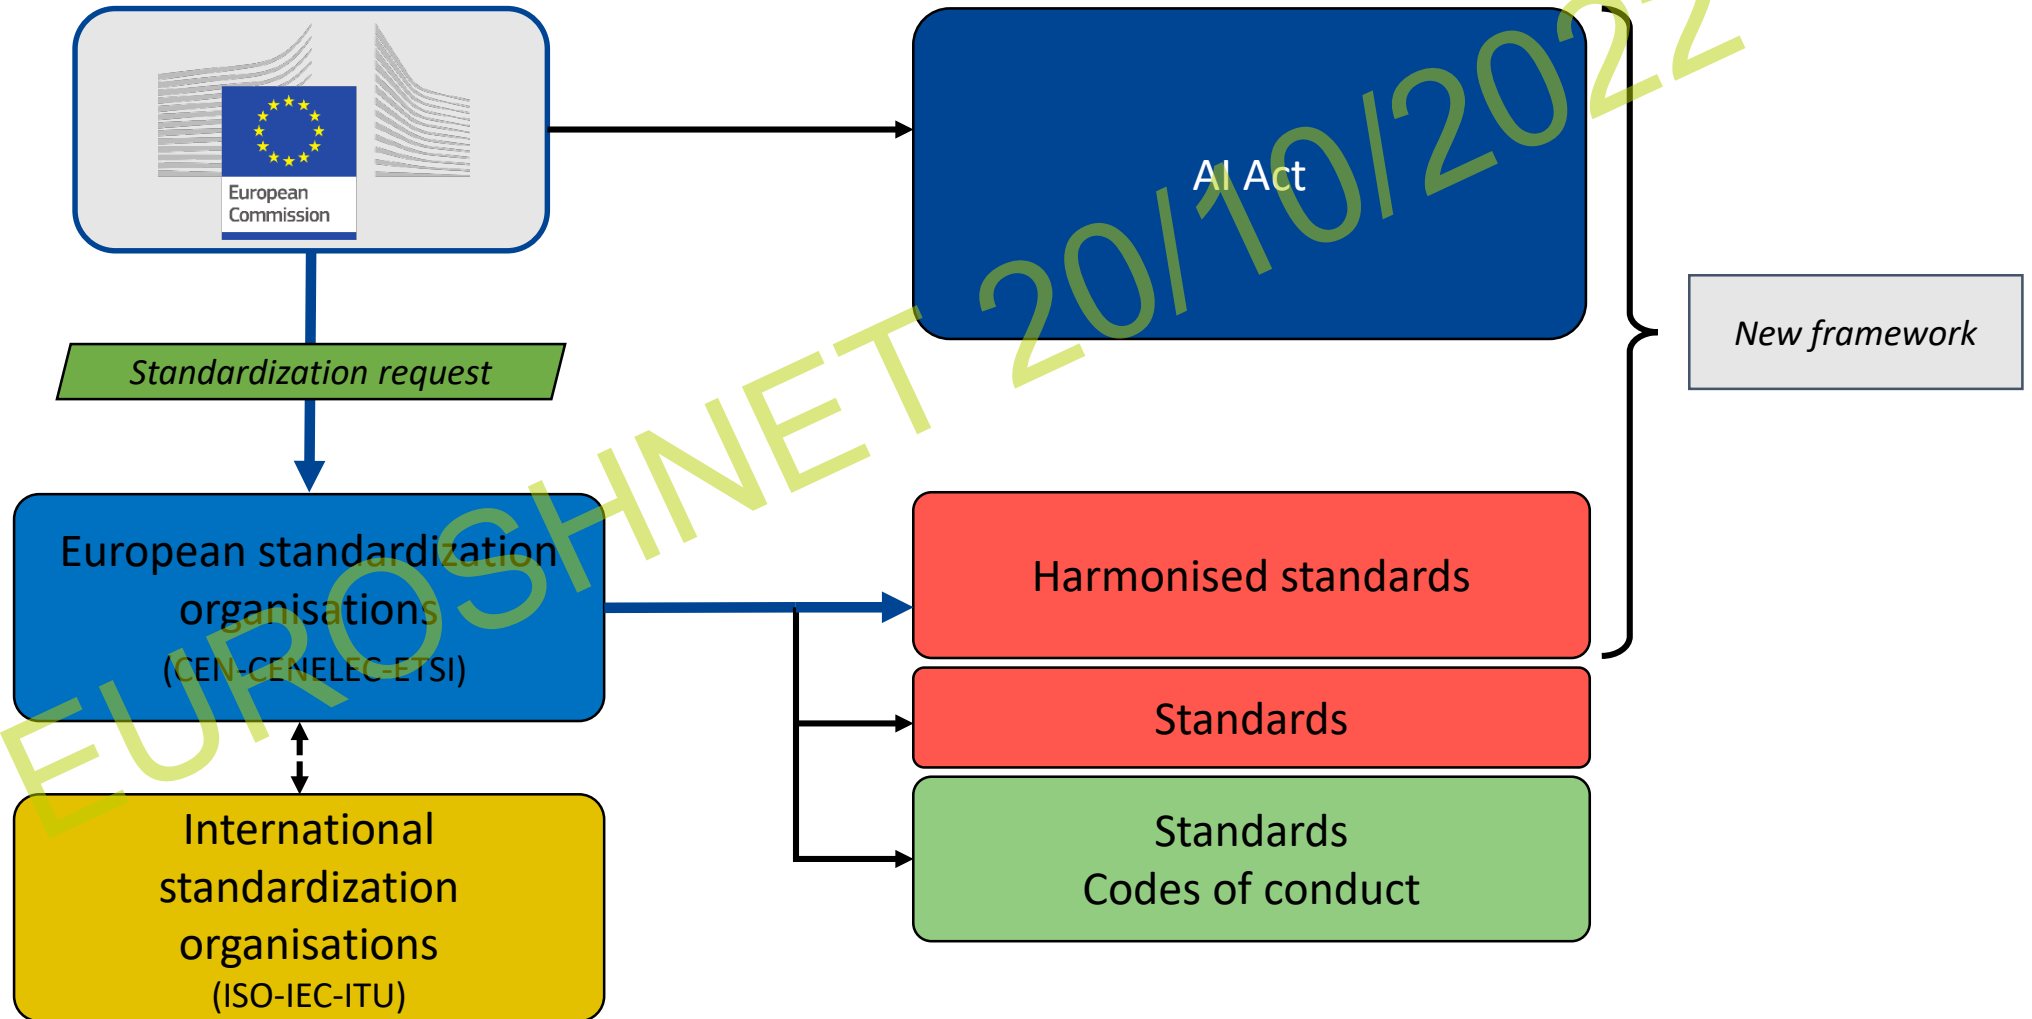 European
Commission
AI Act
New framework
Standardization request
European standardization
organisations
(CEN-CENELEC-ETSI)
Harmonised standards
Standards
Standards
Codes of conduct
International
standardization
organisations
(ISO-IEC-ITU)
EUROSHNET 20/10/2022